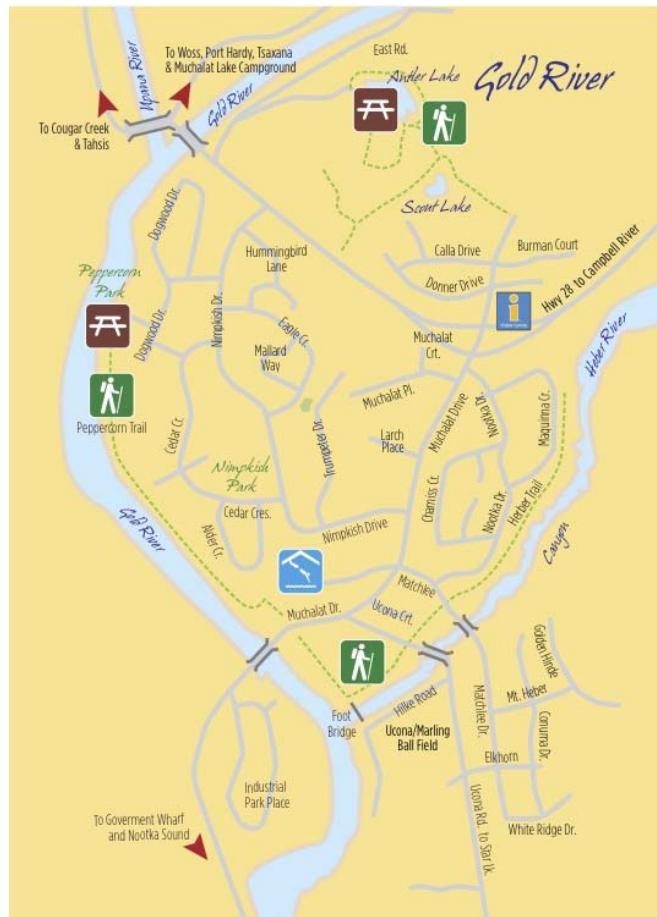 To Woss, Port Hardy, Tsaxana
& Muchalat Lake Campground
Upana River
Gold River
To Cougar Creek
& Tahsis
East Rd.
Antler Lake
Gold River
Scout Lake
Calla Drive
Burman Court
Donner Drive
Hwy 28 to Campbell River
Heber River
Dogwood Dr.
Hummingbird
Lane
Peppercorn
Park
Dogwood Dr.
Nimpkish Dr.
Eagle Cr.
Mallard
Way
Muchalat
Crt.
Muchalat Pl.
Muchalat Drive
Nootka Dr.
Maquinna Cr.
Peppercorn Trail
Cedar Cr.
Trumpeter Dr.
Larch
Place
Nimpkish
Park
Chamiss Cr.
Nootka Dr.
Herber Trail
Cedar Cres.
Alder Cr.
Nimpkish Drive
Gold River
Canyon
Matchlee
Muchalat Dr.
Ucona Crt.
Golden Hinde
Foot
Bridge
Hilke Road
Ucona/Marling
Ball Field
Matchlee Dr.
Mt. Heber
Conuma Dr.
Elkhorn
Industrial
Park Place
Ucona Rd. to Star Lk.
White Ridge Dr.
To Goverment Wharf
and Nootka Sound